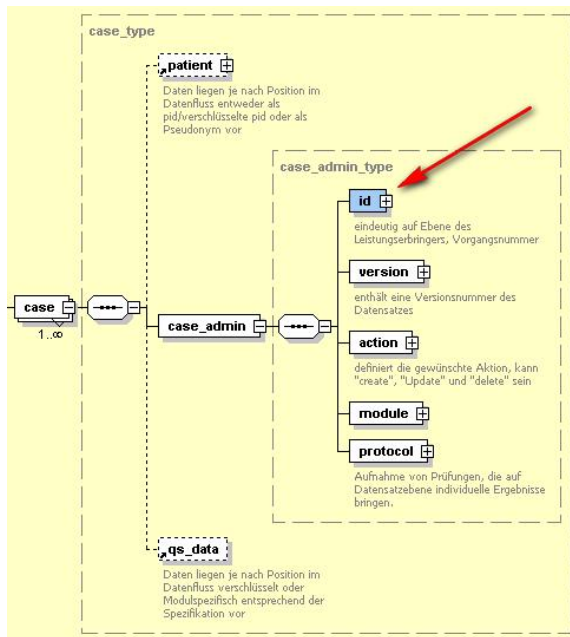 case_type
patient
Daten liegen je nach Position im
Datenfluss entweder als
pid/verschlüsselte pid oder als
Pseudonym vor
case_admin_type
id
eindeutig auf Ebene des
Leistungserbringers, Vorgangsnummer
version
enthält eine Versionsnummer des
Datensatzes
case
1..∞
case_admin
action
definiert die gewünschte Aktion, kann
"create", "Update" und "delete" sein
module
protocol
Aufnahme von Prüfungen, die auf
Datensatzebene individuelle Ergebnisse
bringen.
qs_data
Daten liegen je nach Position im
Datenfluss verschlüsselt oder
Modulspezifisch entsprechend der
Spezifikation vor